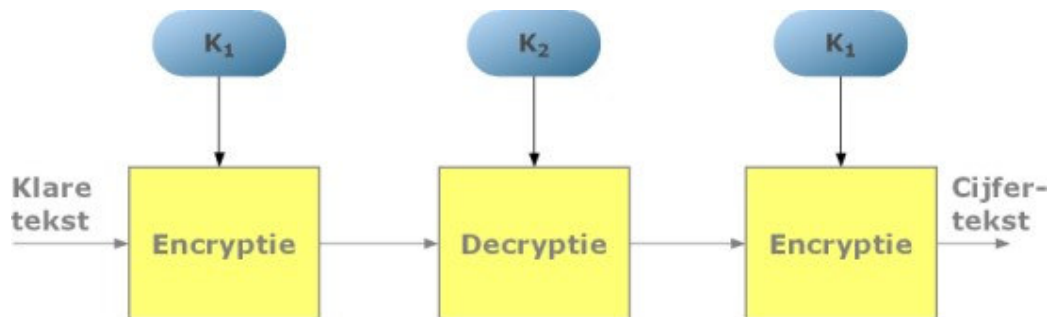 K₁
K₂
K₁
Klare
tekst
Encryptie
Decryptie
Encryptie
Cijfer-
tekst